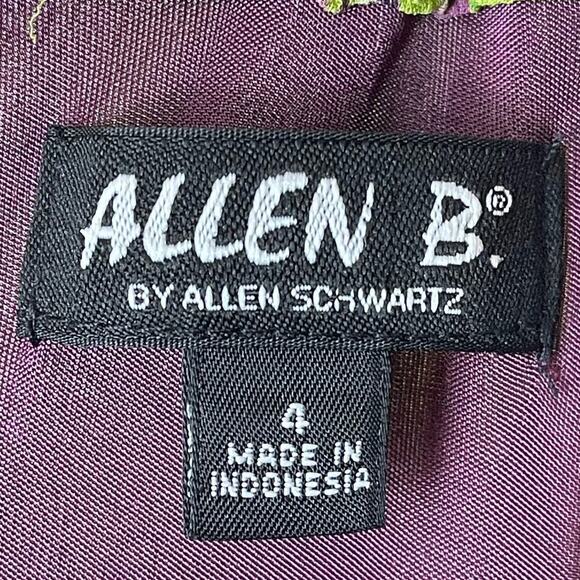 ALLEN B.®
BY ALLEN SCHWARTZ
4
MADE IN
INDONESIA